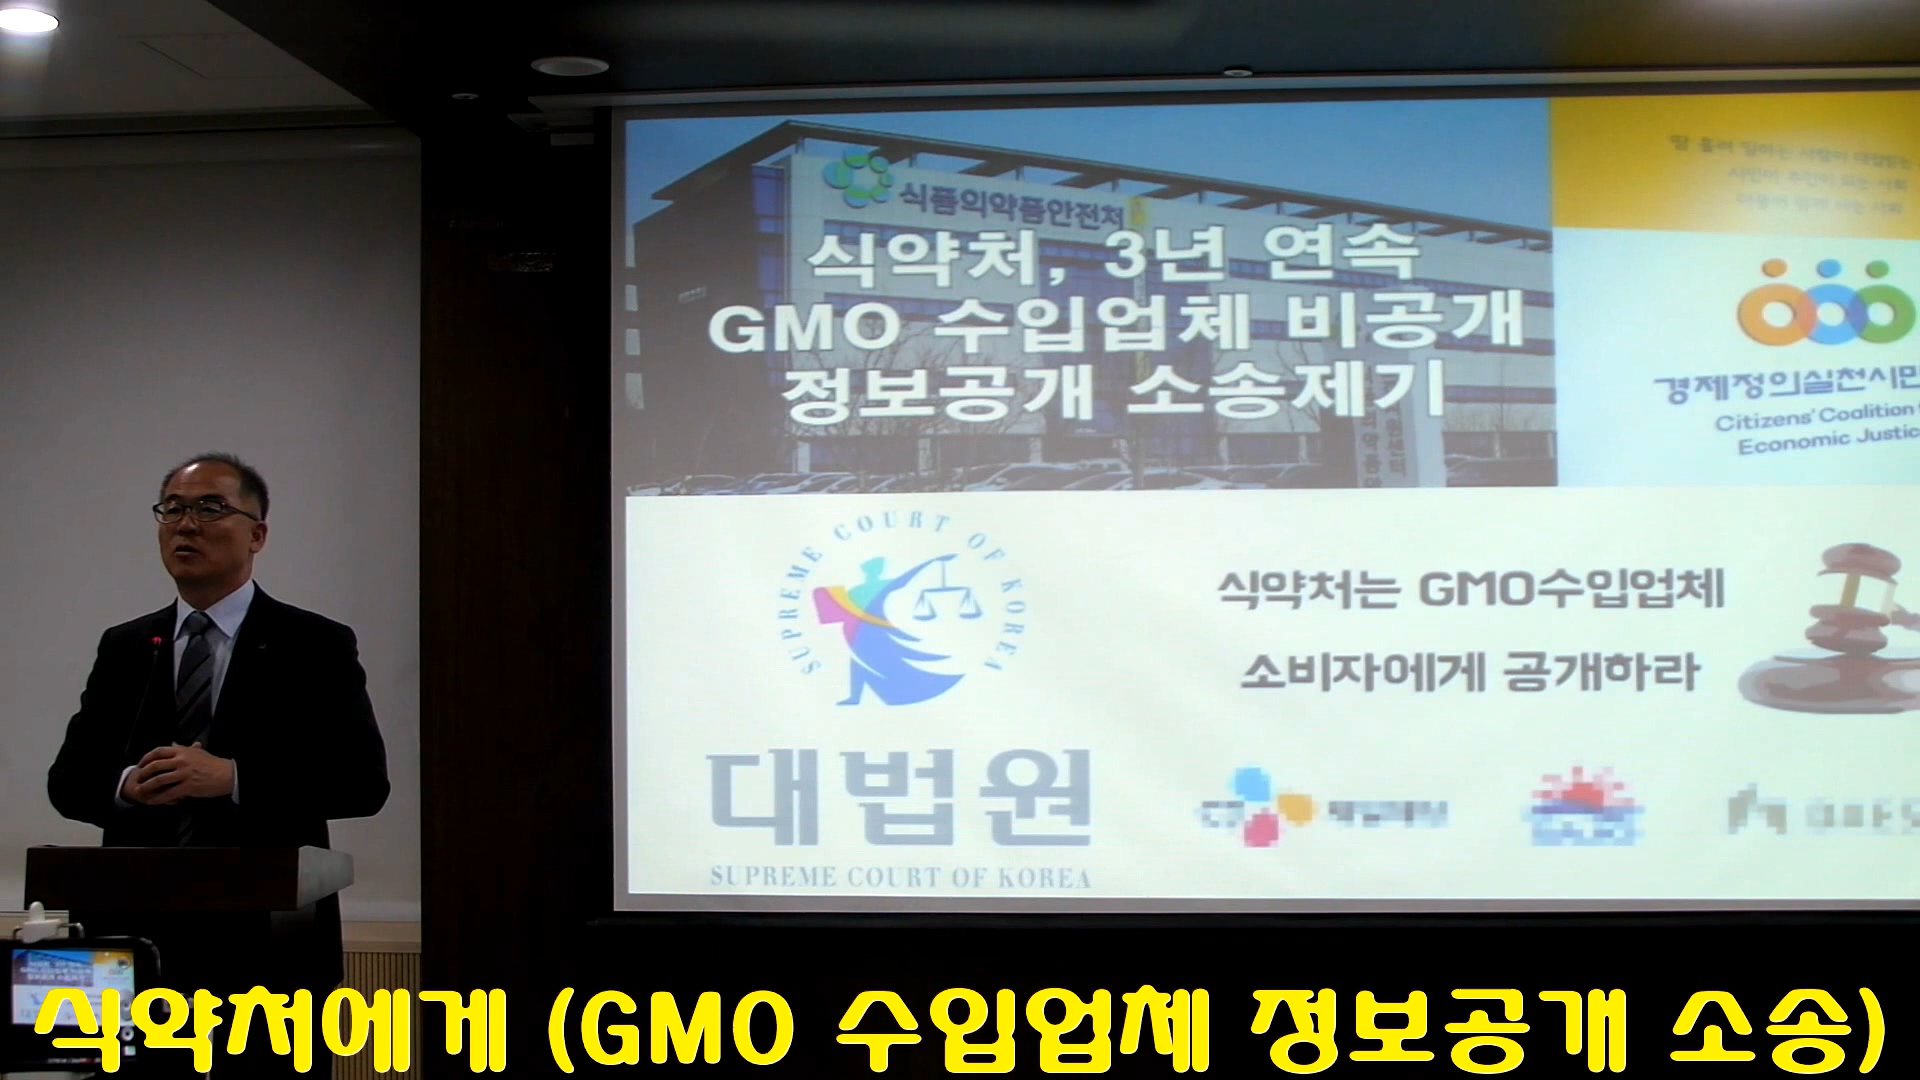 식품의약품안전처
식약처, 3년 연속
GMO 수입업체 비공개
정보공개 소송제기
경제정의실천시민
Citizens' Coalition
Economic Justic
SUPREME COURT OF KOREA
식약처는 GMO수입업체
소비자에게 공개하라
대법원
SUPREME COURT OF KOREA
식약처에게 (GMO 수입업체 정보공개 소송)